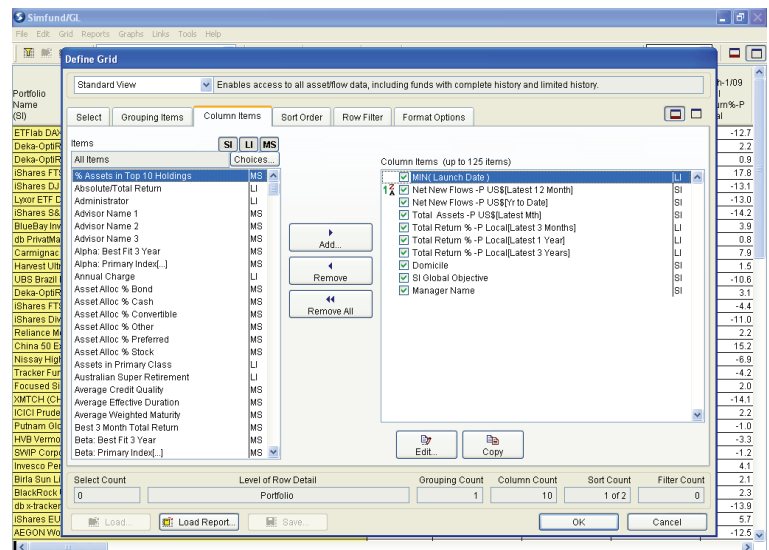 Simfund/GL
File Edit Grid Reports Graphs Links Tools Help
Define Grid
Standard View Enables access to all asset/flow data, including funds with complete history and limited history.
Select Grouping Items Column Items Sort Order Row Filter Format Options
Items SI LI MS
All Items Choices...
% Assets in Top 10 Holdings MS
Absolute/Total Return LI
Administrator LI
Advisor Name 1 MS
Advisor Name 2 MS
Advisor Name 3 MS
Alpha: Best Fit 3 Year MS
Alpha: Primary Index[...] MS
Annual Charge LI
Asset Alloc % Bond MS
Asset Alloc % Cash MS
Asset Alloc % Convertible MS
Asset Alloc % Other MS
Asset Alloc % Preferred MS
Asset Alloc % Stock MS
Assets in Primary Class LI
Australian Super Retirement LI
Average Credit Quality MS
Average Effective Duration MS
Average Weighted Maturity MS
Best 3 Month Total Return MS
Beta: Best Fit 3 Year MS
Beta: Primary Index[...] MS
Add...
Remove
Remove All
Column Items (up to 125 items)
MIN( Launch Date ) LI
Net New Flows -P US$[Latest 12 Month] SI
Net New Flows -P US$[Yr to Date] SI
Total Assets -P US$[Latest Mth] SI
Total Return % -P Local[Latest 3 Months] LI
Total Return % -P Local[Latest 1 Year] LI
Total Return % -P Local[Latest 3 Years] LI
Domicile SI
SI Global Objective SI
Manager Name SI
Edit... Copy
Select Count Level of Row Detail Grouping Count Column Count Sort Count Filter Count
0 Portfolio 1 10 1 of 2 0
Load... Load Report... Save... OK Cancel
Portfolio
Name
(SI)
ETFlab DAX
Deka-OptiR
Deka-OptiR
iShares FTS
iShares DJ
Lyxor ETF D
iShares S&
BlueBay Inv
db PrivatMa
Carmignac
Harvest Ultr
UBS Brazil I
Deka-OptiR
iShares FTS
iShares Div
Reliance M
China 50 E
Nissay High
Tracker Fun
Focused Si
XMTCH (CH
ICICI Prude
Putnam Glo
HVB Vermo
SWIP Corpo
Invesco Per
Birla Sun Li
BlackRock
db x-tracker
iShares EU
AEGON Wo
h-1/09
rn%-P
al
-12.7
2.2
0.9
17.8
-13.1
-13.0
-14.2
3.9
0.8
7.9
1.5
-10.6
3.1
-4.4
-11.0
2.2
15.2
-6.9
-4.2
2.0
-14.1
2.2
-1.0
-3.3
-1.2
4.1
2.1
2.3
-13.9
5.7
-12.5